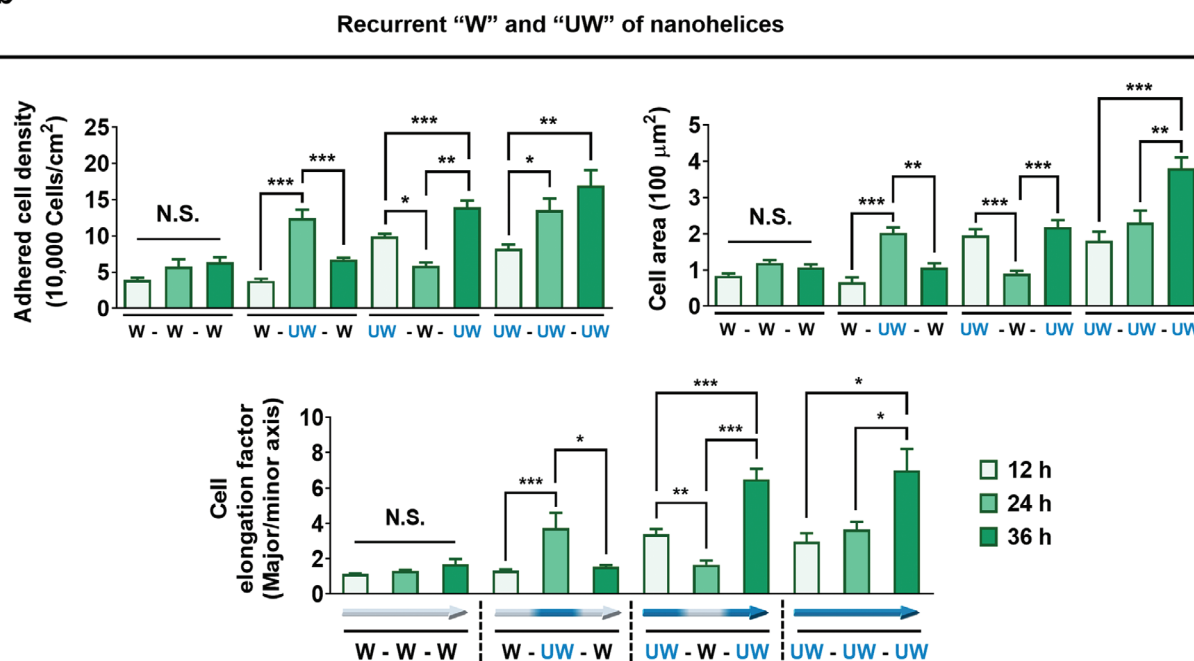 Recurrent “W” and “UW” of nanohelices
Adhered cell density
(10,000 Cells/cm²)
25
20
15
10
5
0
N.S.
***
***
***
*
**
**
*
W - W - W
W - UW - W
UW - W - UW
UW - UW - UW
Cell area (100 μm²)
5
4
3
2
1
0
N.S.
***
**
***
***
***
**
W - W - W
W - UW - W
UW - W - UW
UW - UW - UW
Cell
elongation factor
(Major/minor axis)
10
8
6
4
2
0
N.S.
***
*
***
**
***
*
*
W - W - W
W - UW - W
UW - W - UW
UW - UW - UW
12 h
24 h
36 h